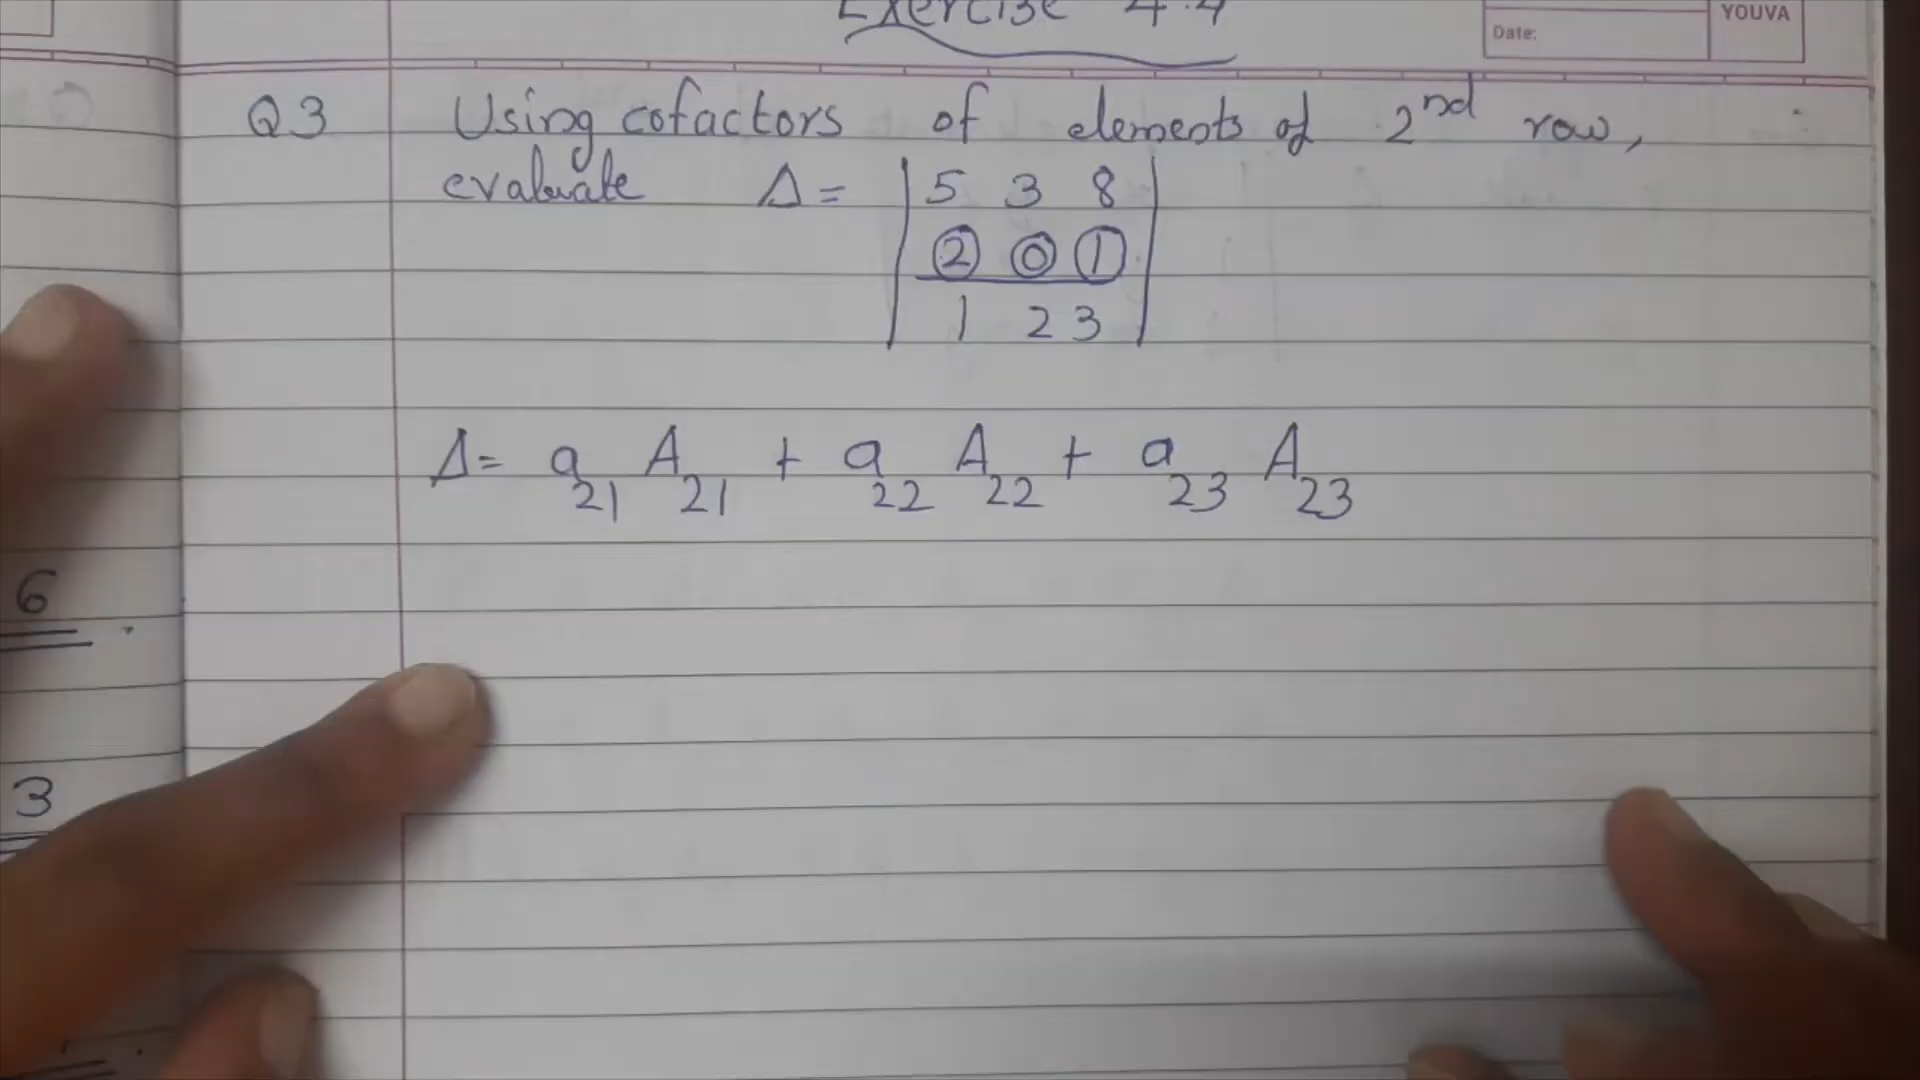 Exercise 4.4
YOUVA
Date:
Q3 Using cofactors of elements of 2nd row,
evaluate Δ = | 5 3 8 |
2 0 1
1 2 3
Δ = a21 A21 + a22 A22 + a23 A23
6
3